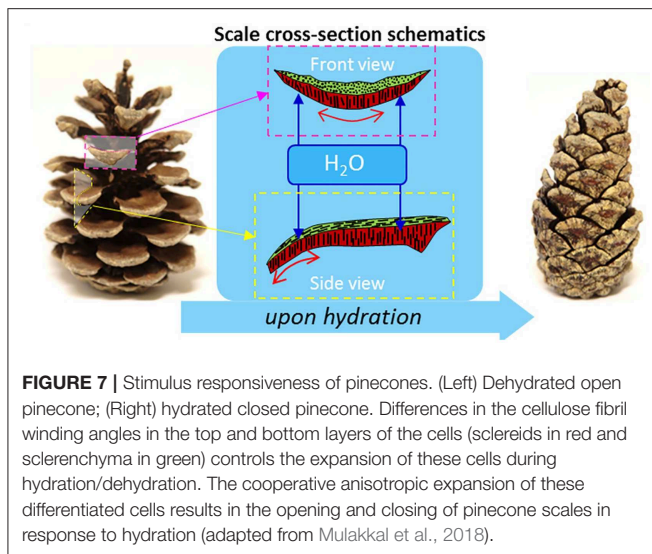 Scale cross-section schematics
Front view
H₂O
Side view
upon hydration
FIGURE 7 | Stimulus responsiveness of pinecones. (Left) Dehydrated open
pinecone; (Right) hydrated closed pinecone. Differences in the cellulose fibril
winding angles in the top and bottom layers of the cells (sclereids in red and
sclerenchyma in green) controls the expansion of these cells during
hydration/dehydration. The cooperative anisotropic expansion of these
differentiated cells results in the opening and closing of pinecone scales in
response to hydration (adapted from Mulakkal et al., 2018).